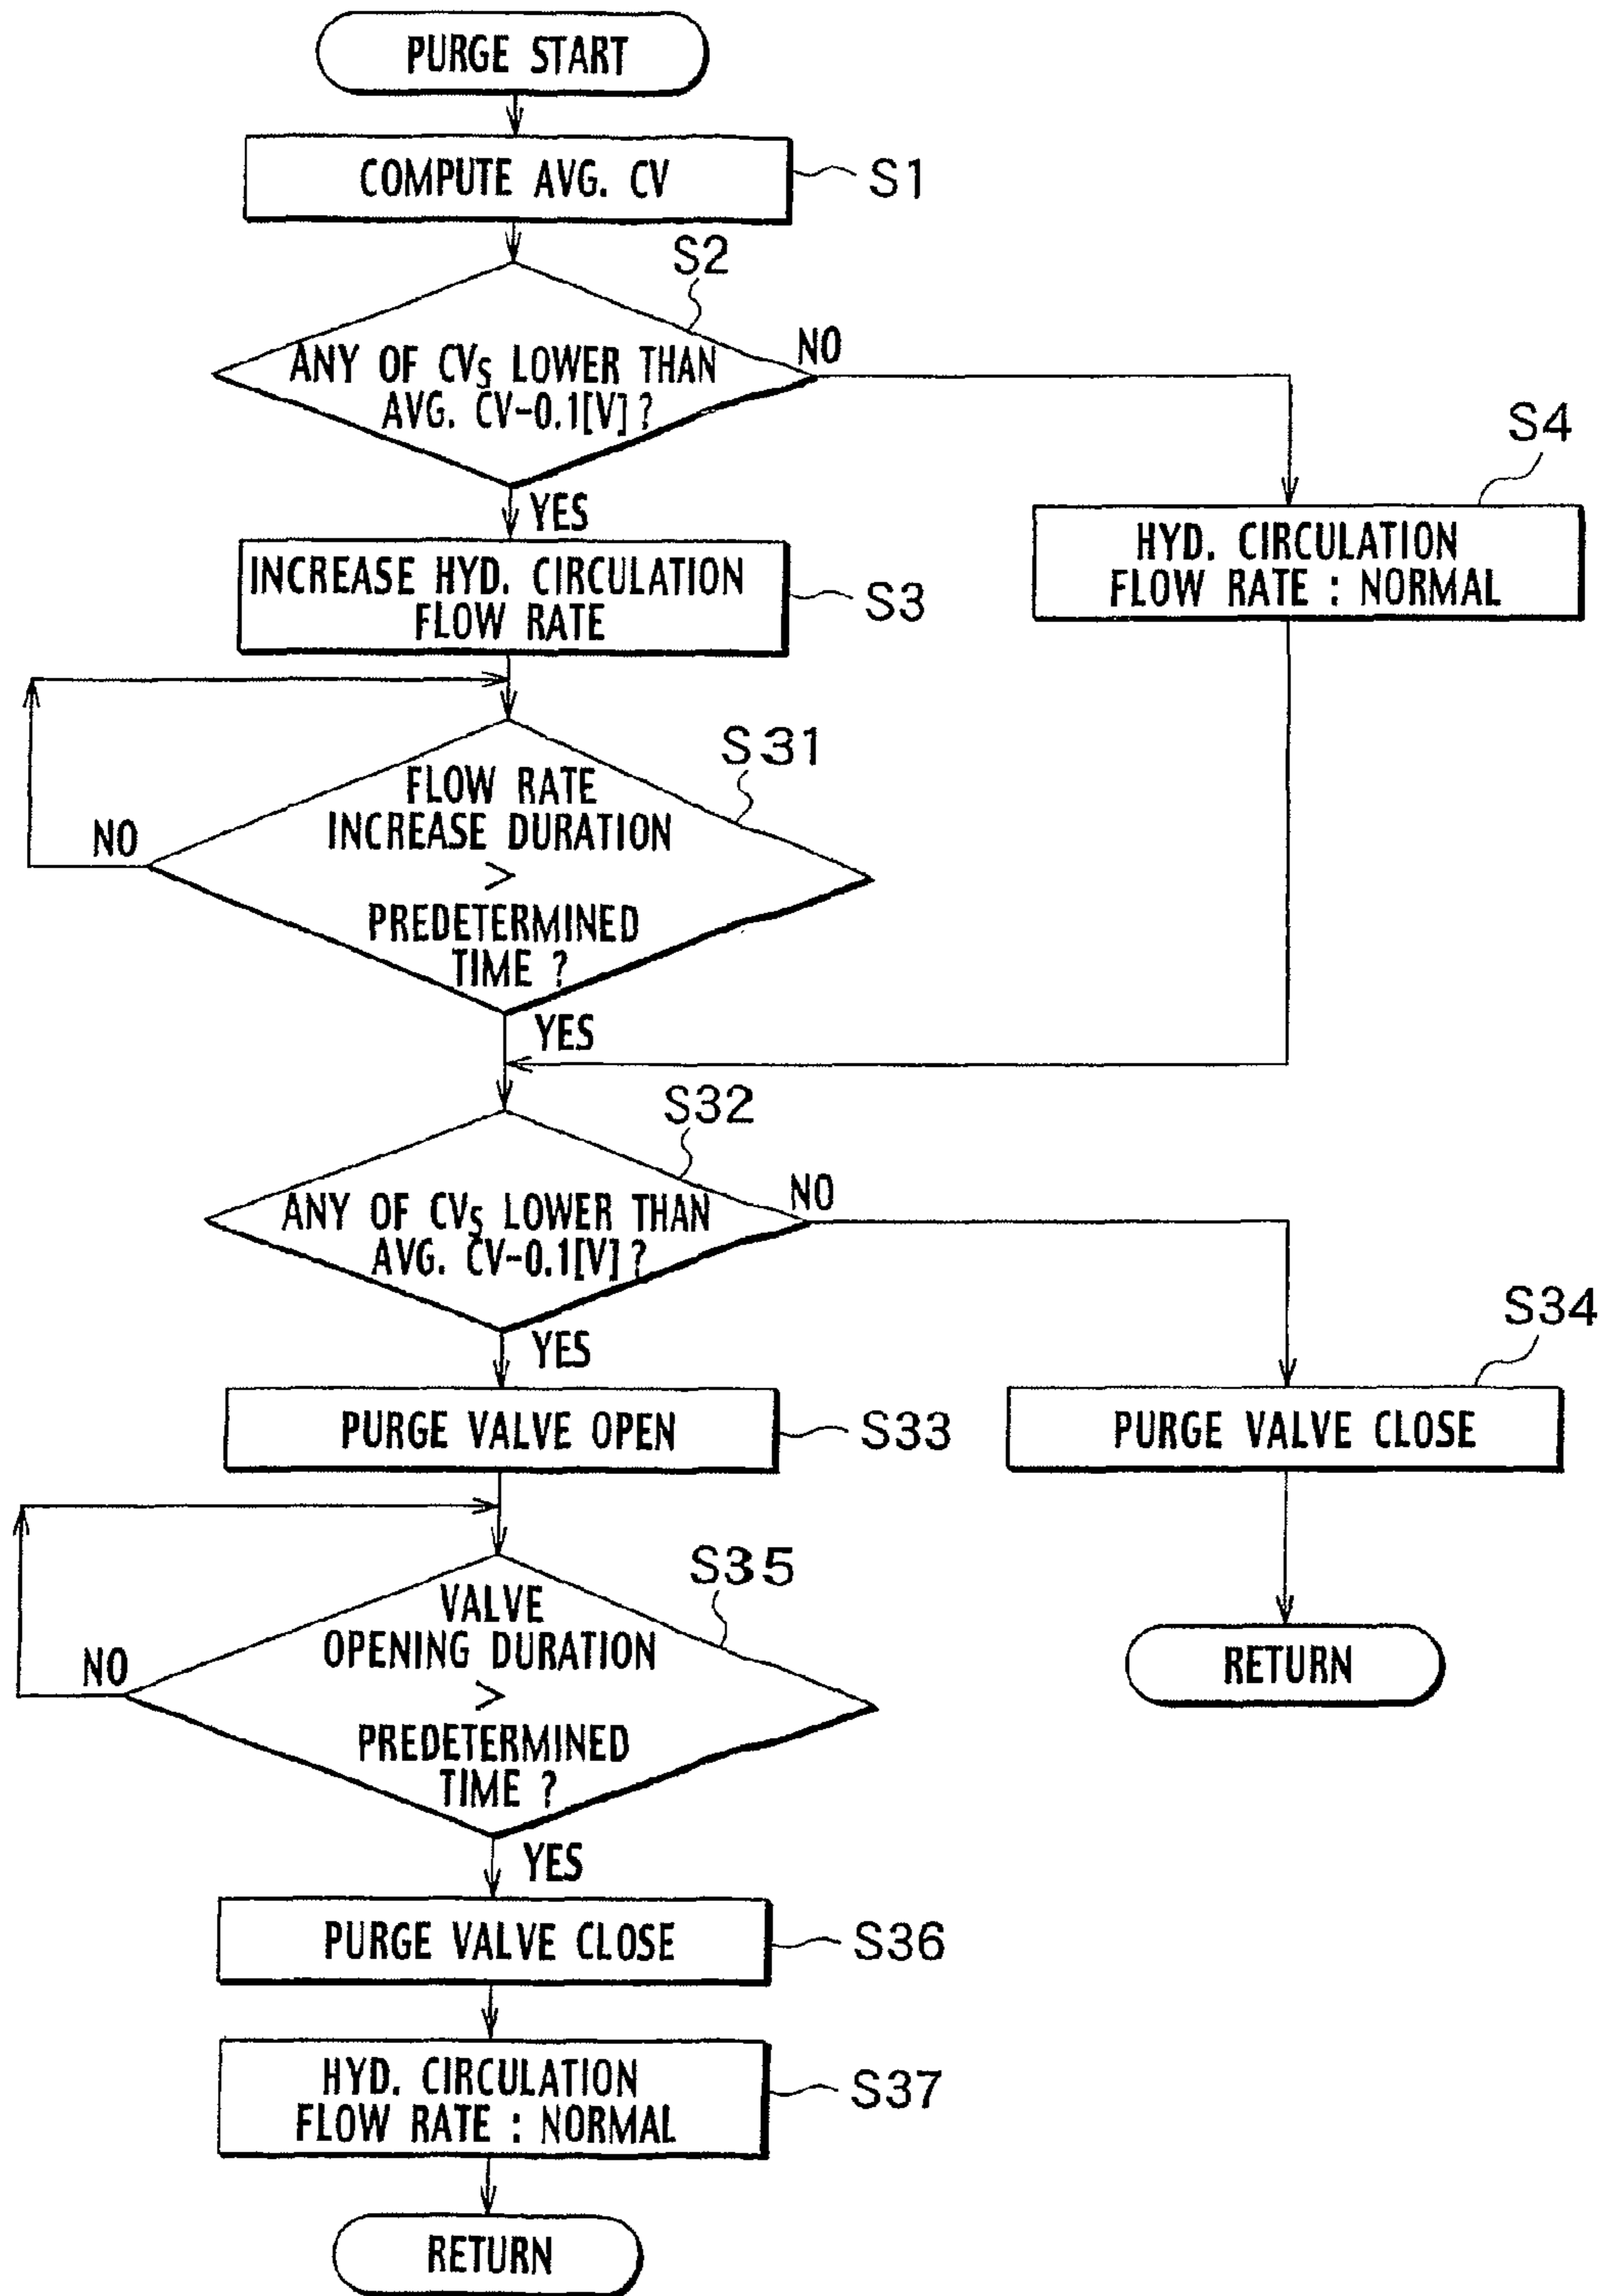 PURGE START
COMPUTE AVG. CV
S1
S2
ANY OF CVS LOWER THAN
AVG. CV-0.1[V]?
NO
YES
S4
HYD. CIRCULATION
FLOW RATE : NORMAL
INCREASE HYD. CIRCULATION
FLOW RATE
S3
S31
FLOW RATE
INCREASE DURATION
>
PREDETERMINED
TIME ?
NO
YES
S32
ANY OF CVS LOWER THAN
AVG. CV-0.1[V]?
NO
YES
S34
PURGE VALVE OPEN
S33
PURGE VALVE CLOSE
S35
VALVE
OPENING DURATION
>
PREDETERMINED
TIME ?
NO
YES
RETURN
PURGE VALVE CLOSE
S36
HYD. CIRCULATION
FLOW RATE : NORMAL
S37
RETURN